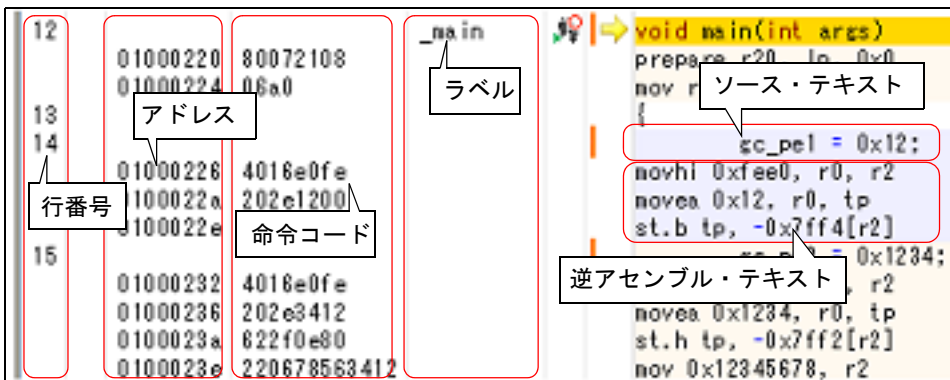 12 _main void main(int args)
01000220 80072108 prepare r20, lp, 0x0
01000224 06a0 mov r
ラベル
ソース・テキスト
アドレス
13 {
14 gc_pe1 = 0x12;
01000226 4016e0fe movhi 0xfee0, r0, r2
0100022a 202e1200 movea 0x12, r0, tp
0100022e st.b tp, -0x7ff4[r2]
行番号
命令コード
逆アセンブル・テキスト
15 = 0x1234;
01000232 4016e0fe r2
01000236 202e3412 movea 0x1234, r0, tp
0100023a 622f0e80 st.h tp, -0x7ff2[r2]
0100023e 220678563412 mov 0x12345678, r2